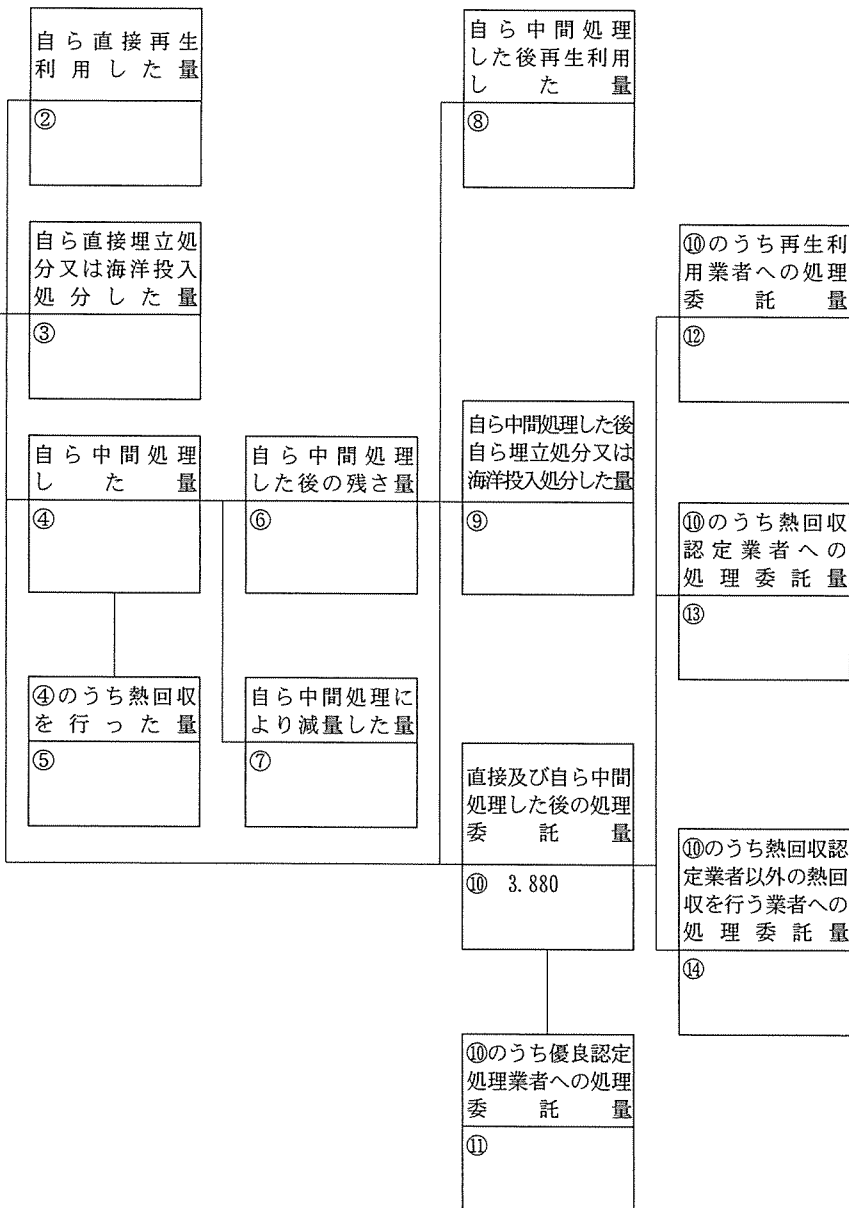 自ら直接再生
利用した量
②
自ら直接埋立処
分又は海洋投入
処分した量
③
自ら中間処理
した量
④
④のうち熱回収
を行った量
⑤
自ら中間処理
した後の残さ量
⑥
自ら中間処理に
より減量した量
⑦
自ら中間処理
した後再生利用
した量
⑧
自ら中間処理した後
自ら埋立処分又は
海洋投入処分した量
⑨
直接及び自ら中間
処理した後の処理
委託量
⑩ 3.880
⑩のうち優良認定
処理業者への処理
委託量
⑪
⑩のうち再生利
用業者への処理
委託量
⑫
⑩のうち熱回収
認定業者への
処理委託量
⑬
⑩のうち熱回収認
定業者以外の熱回
収を行う業者への
処理委託量
⑭